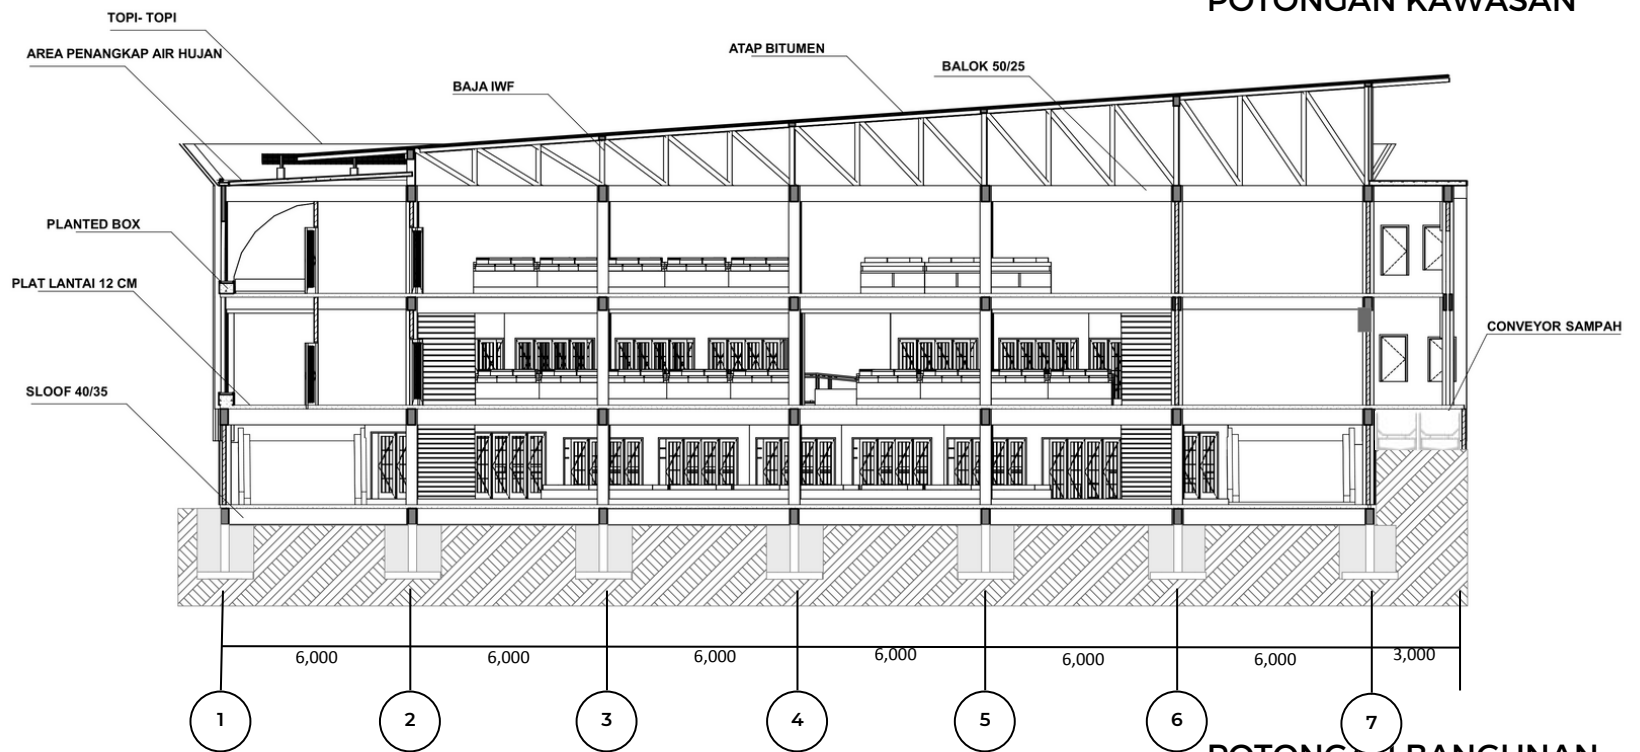 POTONGAN KAWASAN
TOPI- TOPI
AREA PENANGKAP AIR HUJAN
ATAP BITUMEN
BALOK 50/25
BAJA IWF
PLANTED BOX
PLAT LANTAI 12 CM
CONVEYOR SAMPAH
SLOOF 40/35
6,000 6,000 6,000 6,000 6,000 6,000 3,000
1 2 3 4 5 6 7
POTONGAN BANGUNAN